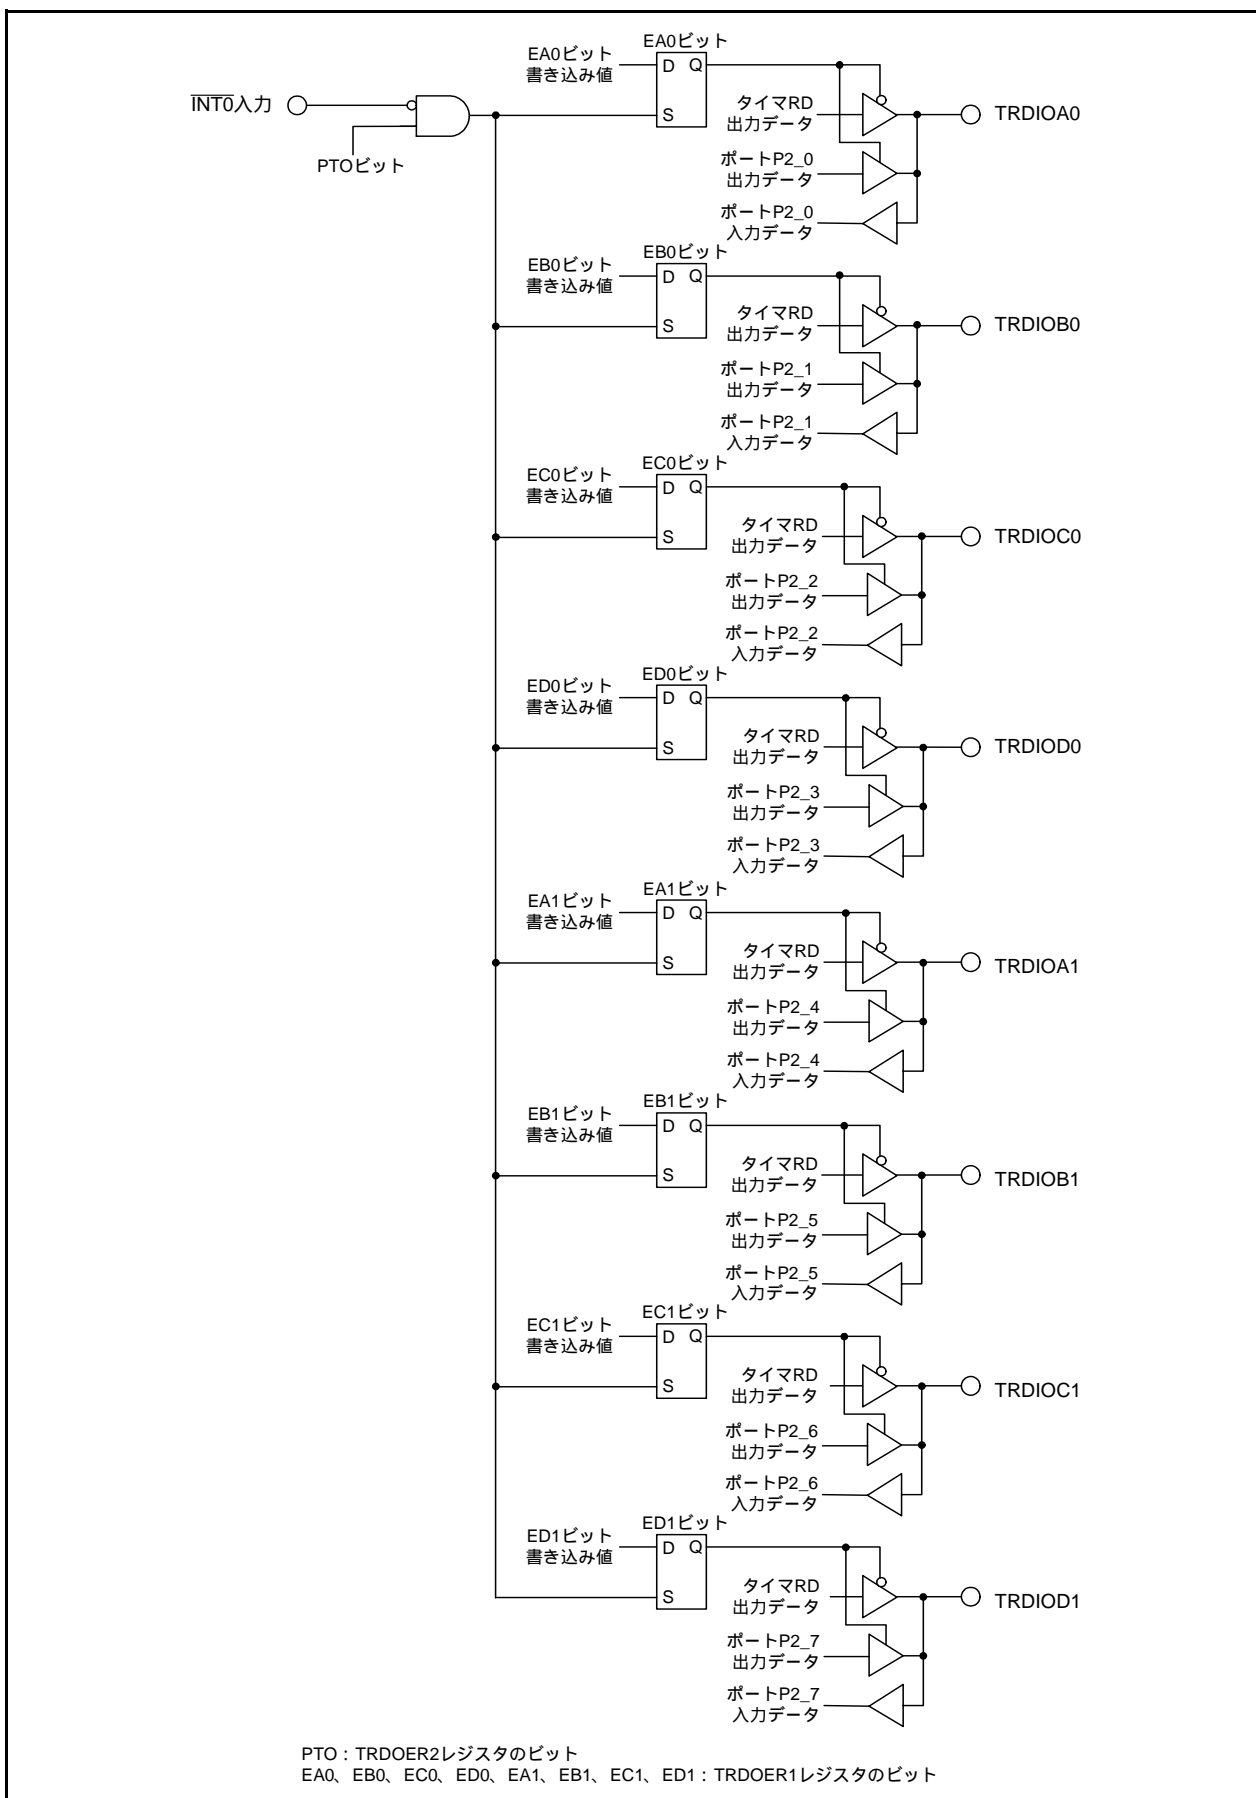 INT0入力
PTOビット
EA0ビット
書き込み値
EA0ビット
D Q
S
タイマRD
出力データ
ポートP2_0
出力データ
ポートP2_0
入力データ
TRDIOA0
EB0ビット
書き込み値
EB0ビット
D Q
S
タイマRD
出力データ
ポートP2_1
出力データ
ポートP2_1
入力データ
TRDIOB0
EC0ビット
書き込み値
EC0ビット
D Q
S
タイマRD
出力データ
ポートP2_2
出力データ
ポートP2_2
入力データ
TRDIOC0
ED0ビット
書き込み値
ED0ビット
D Q
S
タイマRD
出力データ
ポートP2_3
出力データ
ポートP2_3
入力データ
TRDIOD0
EA1ビット
書き込み値
EA1ビット
D Q
S
タイマRD
出力データ
ポートP2_4
出力データ
ポートP2_4
入力データ
TRDIOA1
EB1ビット
書き込み値
EB1ビット
D Q
S
タイマRD
出力データ
ポートP2_5
出力データ
ポートP2_5
入力データ
TRDIOB1
EC1ビット
書き込み値
EC1ビット
D Q
S
タイマRD
出力データ
ポートP2_6
出力データ
ポートP2_6
入力データ
TRDIOC1
ED1ビット
書き込み値
ED1ビット
D Q
S
タイマRD
出力データ
ポートP2_7
出力データ
ポートP2_7
入力データ
TRDIOD1
PTO：TRDOER2レジスタのビット
EA0、EB0、EC0、ED0、EA1、EB1、EC1、ED1：TRDOER1レジスタのビット